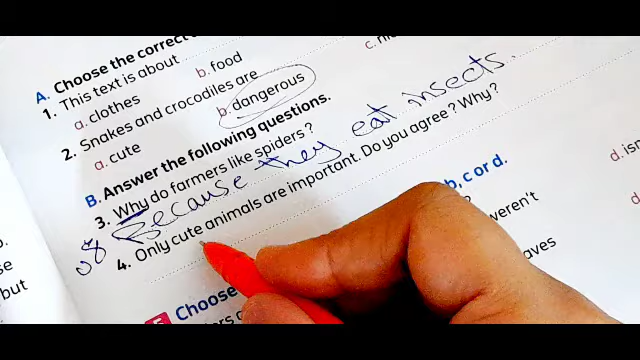 A. Choose the correct
1. This text is about
a. clothes b. food
2. Snakes and crocodiles are
a. cute b. dangerous
B. Answer the following questions.
3. Why do farmers like spiders?
Because they eat insects.
4. Only cute animals are important. Do you agree? Why?
b, c or d.
Choose
weren't
d. isn
aves
but